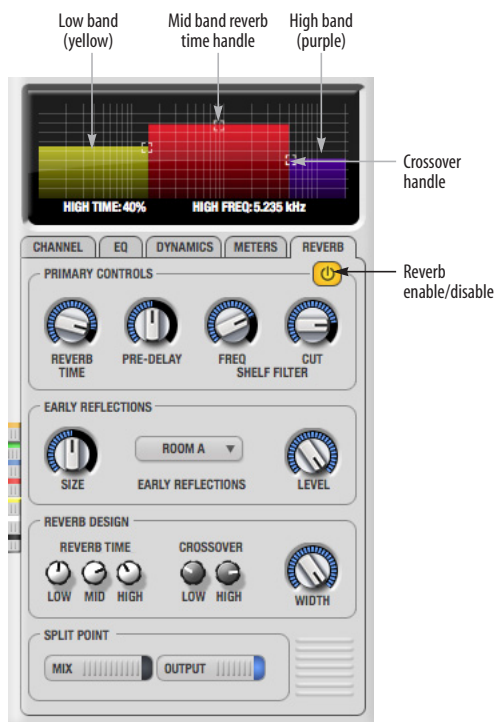 Low band
(yellow)
Mid band reverb
time handle
High band
(purple)
Crossover
handle
HIGH TIME: 40% HIGH FREQ: 5.235 kHz
CHANNEL EQ DYNAMICS METERS REVERB
Reverb
enable/disable
PRIMARY CONTROLS
REVERB
TIME
PRE-DELAY
FREQ CUT
SHELF FILTER
EARLY REFLECTIONS
ROOM A
SIZE EARLY REFLECTIONS LEVEL
REVERB DESIGN
REVERB TIME CROSSOVER
LOW MID HIGH LOW HIGH WIDTH
SPLIT POINT
MIX OUTPUT